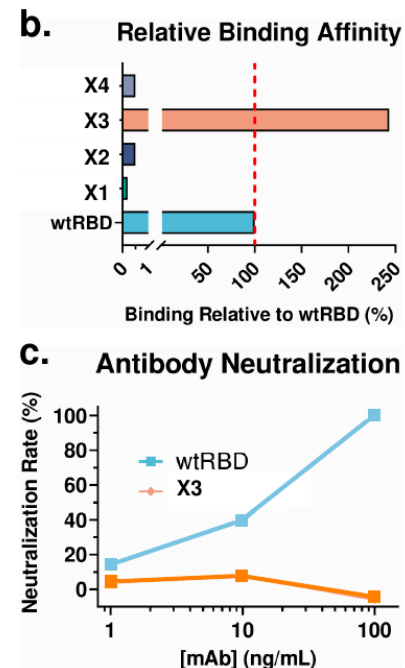 b.
Relative Binding Affinity
X4
X3
X2
X1
wtRBD
0 1 50 100 150 200 250
Binding Relative to wtRBD (%)
c.
Antibody Neutralization
Neutralization Rate (%)
100
80
60
40
20
0
wtRBD
X3
1 10 100
[mAb] (ng/mL)